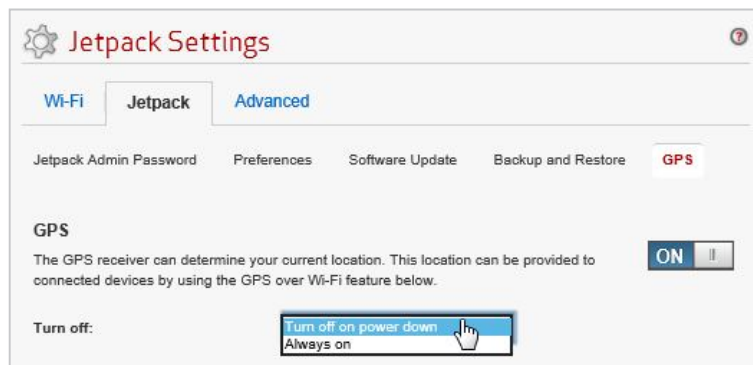 Jetpack Settings
?
Wi-Fi Jetpack Advanced
Jetpack Admin Password Preferences Software Update Backup and Restore GPS
GPS
The GPS receiver can determine your current location. This location can be provided to
connected devices by using the GPS over Wi-Fi feature below.
ON
Turn off:
Turn off on power down
Always on